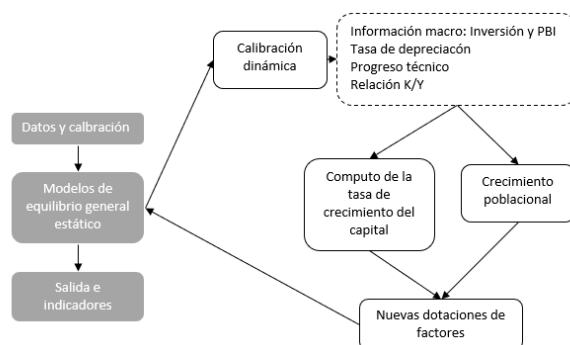 Calibración
dinámica
Información macro: Inversión y PBI
Tasa de depreciacón
Progreso técnico
Relación K/Y
Datos y calbración
Modelos de
equilibrio general
estático
Salida e
indicadores
Computo de la
tasa de
crecimiento del
capital
Crecimiento
poblacional
Nuevas dotaciones de
factores